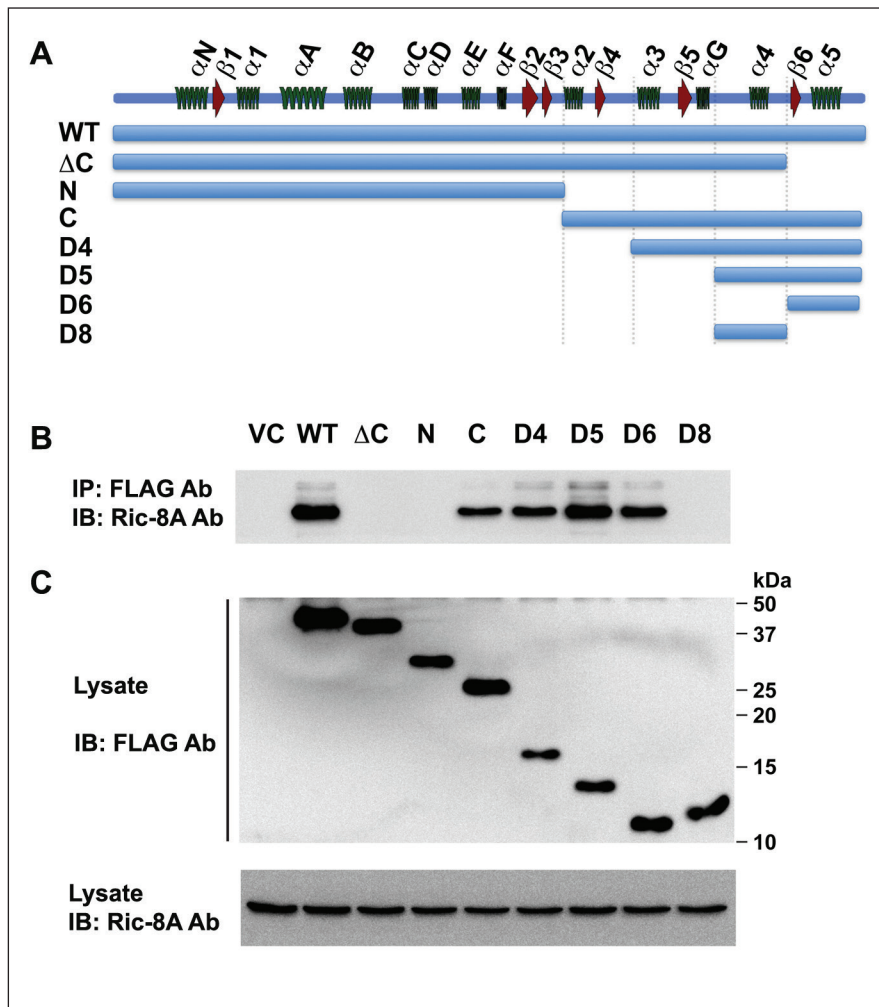 A
αN β1 α1 αA αB αC αD αE αF β2 β3 α2 β4 α3 β5 αG α4 β6 α5
WT
ΔC
N
C
D4
D5
D6
D8
B
VC WT ΔC N C D4 D5 D6 D8
IP: FLAG Ab
IB: Ric-8A Ab
C
kDa
50
37
25
20
15
10
Lysate
IB: FLAG Ab
Lysate
IB: Ric-8A Ab